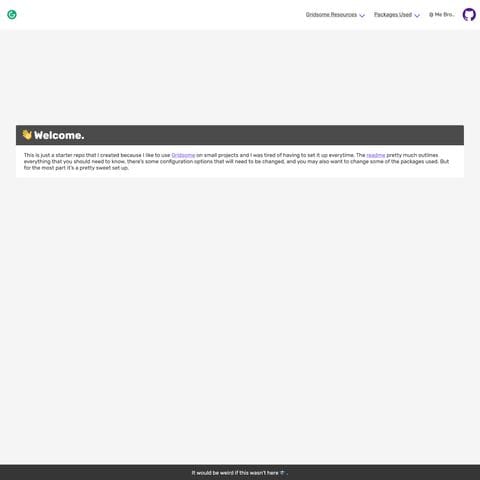 Gridsome Resources
Packages Used
@ Me Bro..
👋 Welcome.
This is just a starter repo that I created because I like to use Gridsome on small projects and I was tired of having to set it up everytime. The readme pretty much outlines
everything that you should need to know, there's some configuration options that will need to be changed, and you may also want to change some of the packages used. But
for the most part it's a pretty sweet set up.
It would be weird if this wasn't here ☂️ .